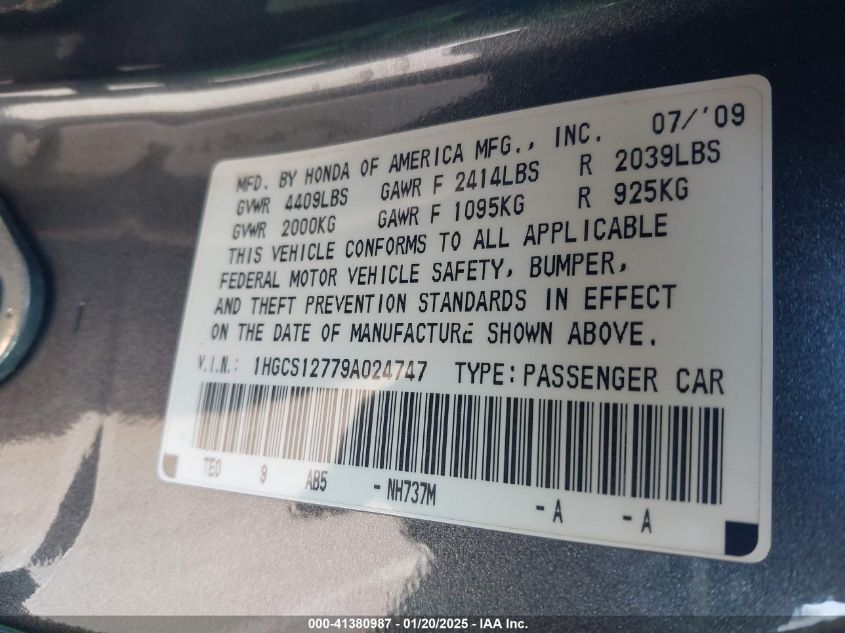 MFD. BY HONDA OF AMERICA MFG., INC. 07/'09
GVWR 4409LBS GAWR F 2414LBS R 2039LBS
GVWR 2000KG GAWR F 1095KG R 925KG
THIS VEHICLE CONFORMS TO ALL APPLICABLE
FEDERAL MOTOR VEHICLE SAFETY, BUMPER,
AND THEFT PREVENTION STANDARDS IN EFFECT
ON THE DATE OF MANUFACTURE SHOWN ABOVE.
V.I.N.: 1HGCS12779A024747 TYPE: PASSENGER CAR
TE0 9 AB5 - NH737M - A - A
000-41380987 - 01/20/2025 - IAA Inc.